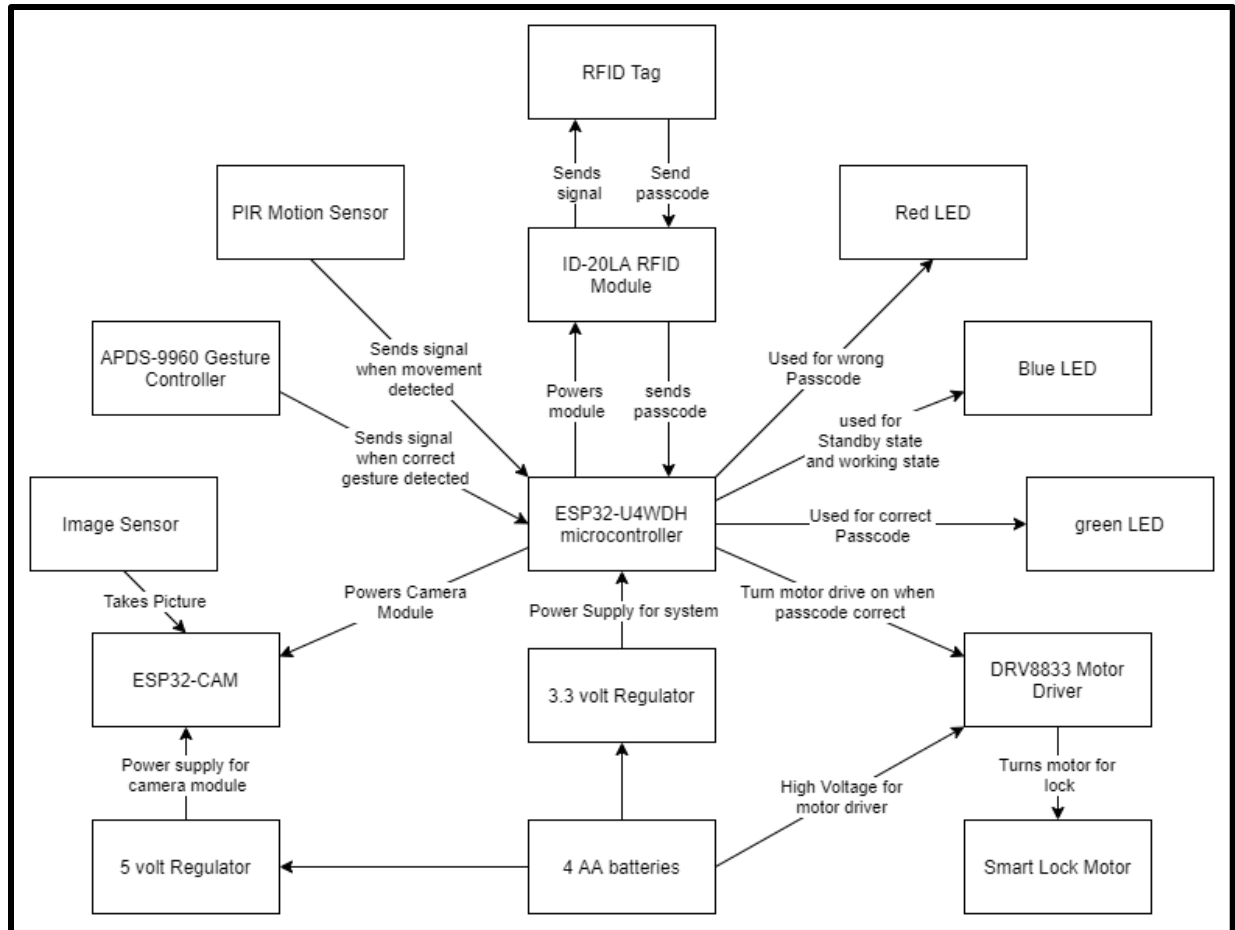 RFID Tag
Sends
signal
Send
passcode
PIR Motion Sensor
ID-20LA RFID
Module
Red LED
APDS-9960 Gesture
Controller
Sends signal
when movement
detected
Powers
module
sends
passcode
Used for wrong
Passcode
Blue LED
Sends signal
when correct
gesture detected
used for
Standby state
and working state
Image Sensor
ESP32-U4WDH
microcontroller
Used for correct
Passcode
green LED
Takes Picture
Powers Camera
Module
Power Supply for system
Turn motor drive on when
passcode correct
ESP32-CAM
3.3 volt Regulator
DRV8833 Motor
Driver
Power supply for
camera module
High Voltage for
motor driver
Turns motor for
lock
5 volt Regulator
4 AA batteries
Smart Lock Motor